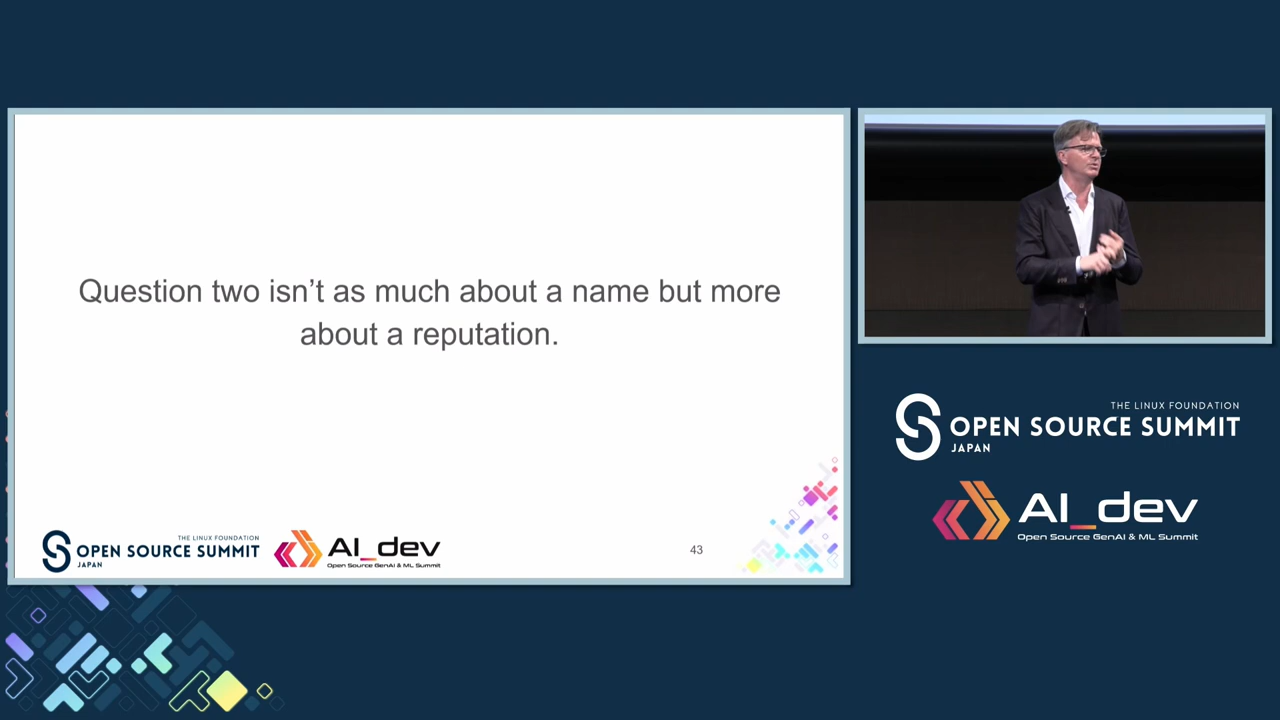 Question two isn’t as much about a name but more
about a reputation.
THE LINUX FOUNDATION
OPEN SOURCE SUMMIT
JAPAN
AI_dev
Open Source GenAI & ML Summit
43
THE LINUX FOUNDATION
OPEN SOURCE SUMMIT
JAPAN
AI_dev
Open Source GenAI & ML Summit